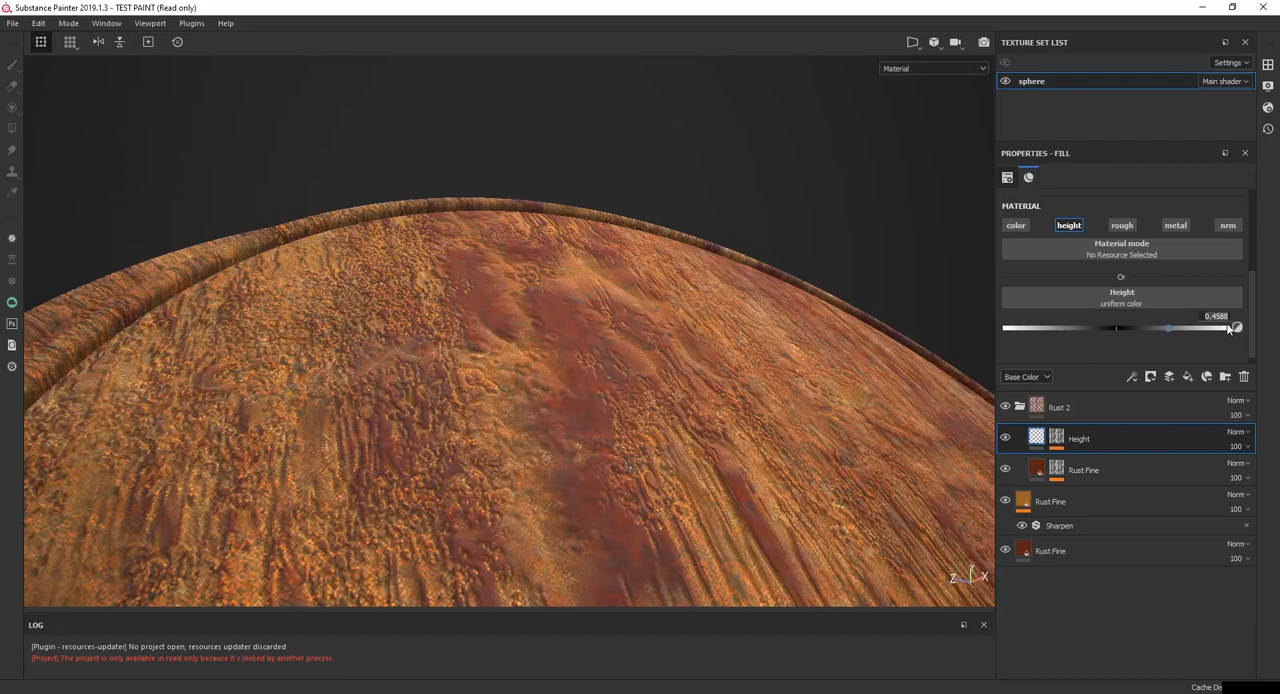 Substance Painter 2019.1.3 - TEST PAINT (Read only)
File Edit Mode Window Viewport Plugins Help
Material
TEXTURE SET LIST
Settings
sphere Main shader
PROPERTIES - FILL
MATERIAL
color height rough metal nrm
Material mode
No Resource Selected
Or
Height
uniform color
0.4588
Base Color
Rust 2 Norm
100
Height Norm
100
Rust Fine Norm
100
Rust Fine Norm
100
Sharpen
Rust Fine Norm
100
Y
Z X
Ps
LOG
[Plugin - resources-updater] No project open, resources updater discarded
[Project] The project is only available in read only because it's locked by another process.
Cache